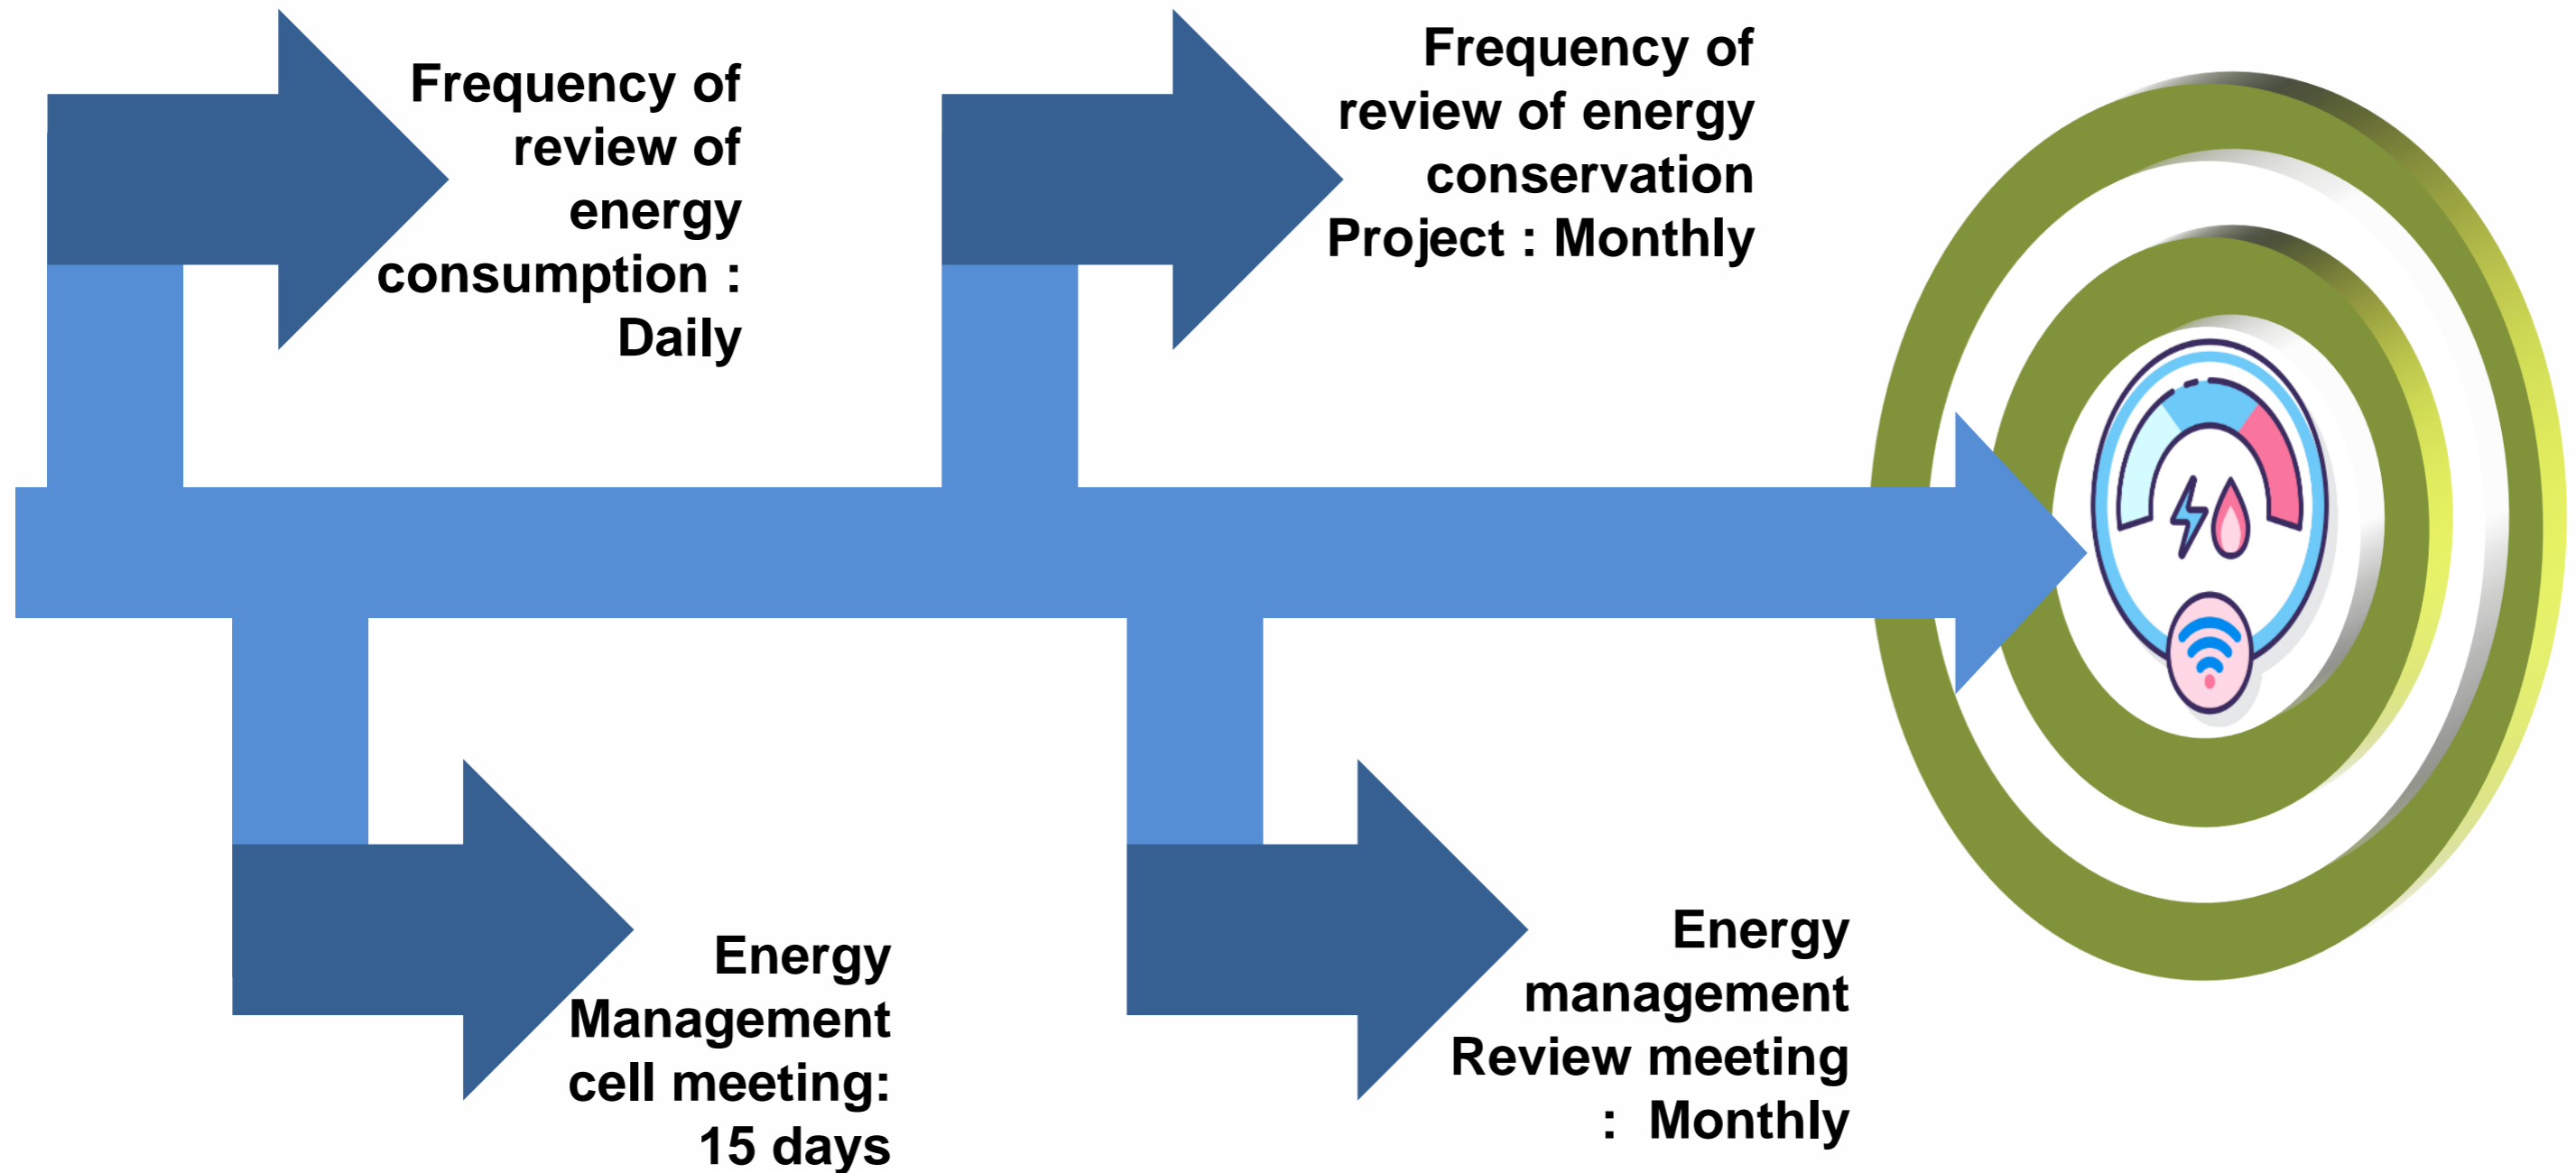 Frequency of
review of
energy
consumption :
Daily
Frequency of
review of energy
conservation
Project : Monthly
Energy
Management
cell meeting:
15 days
Energy
management
Review meeting
: Monthly